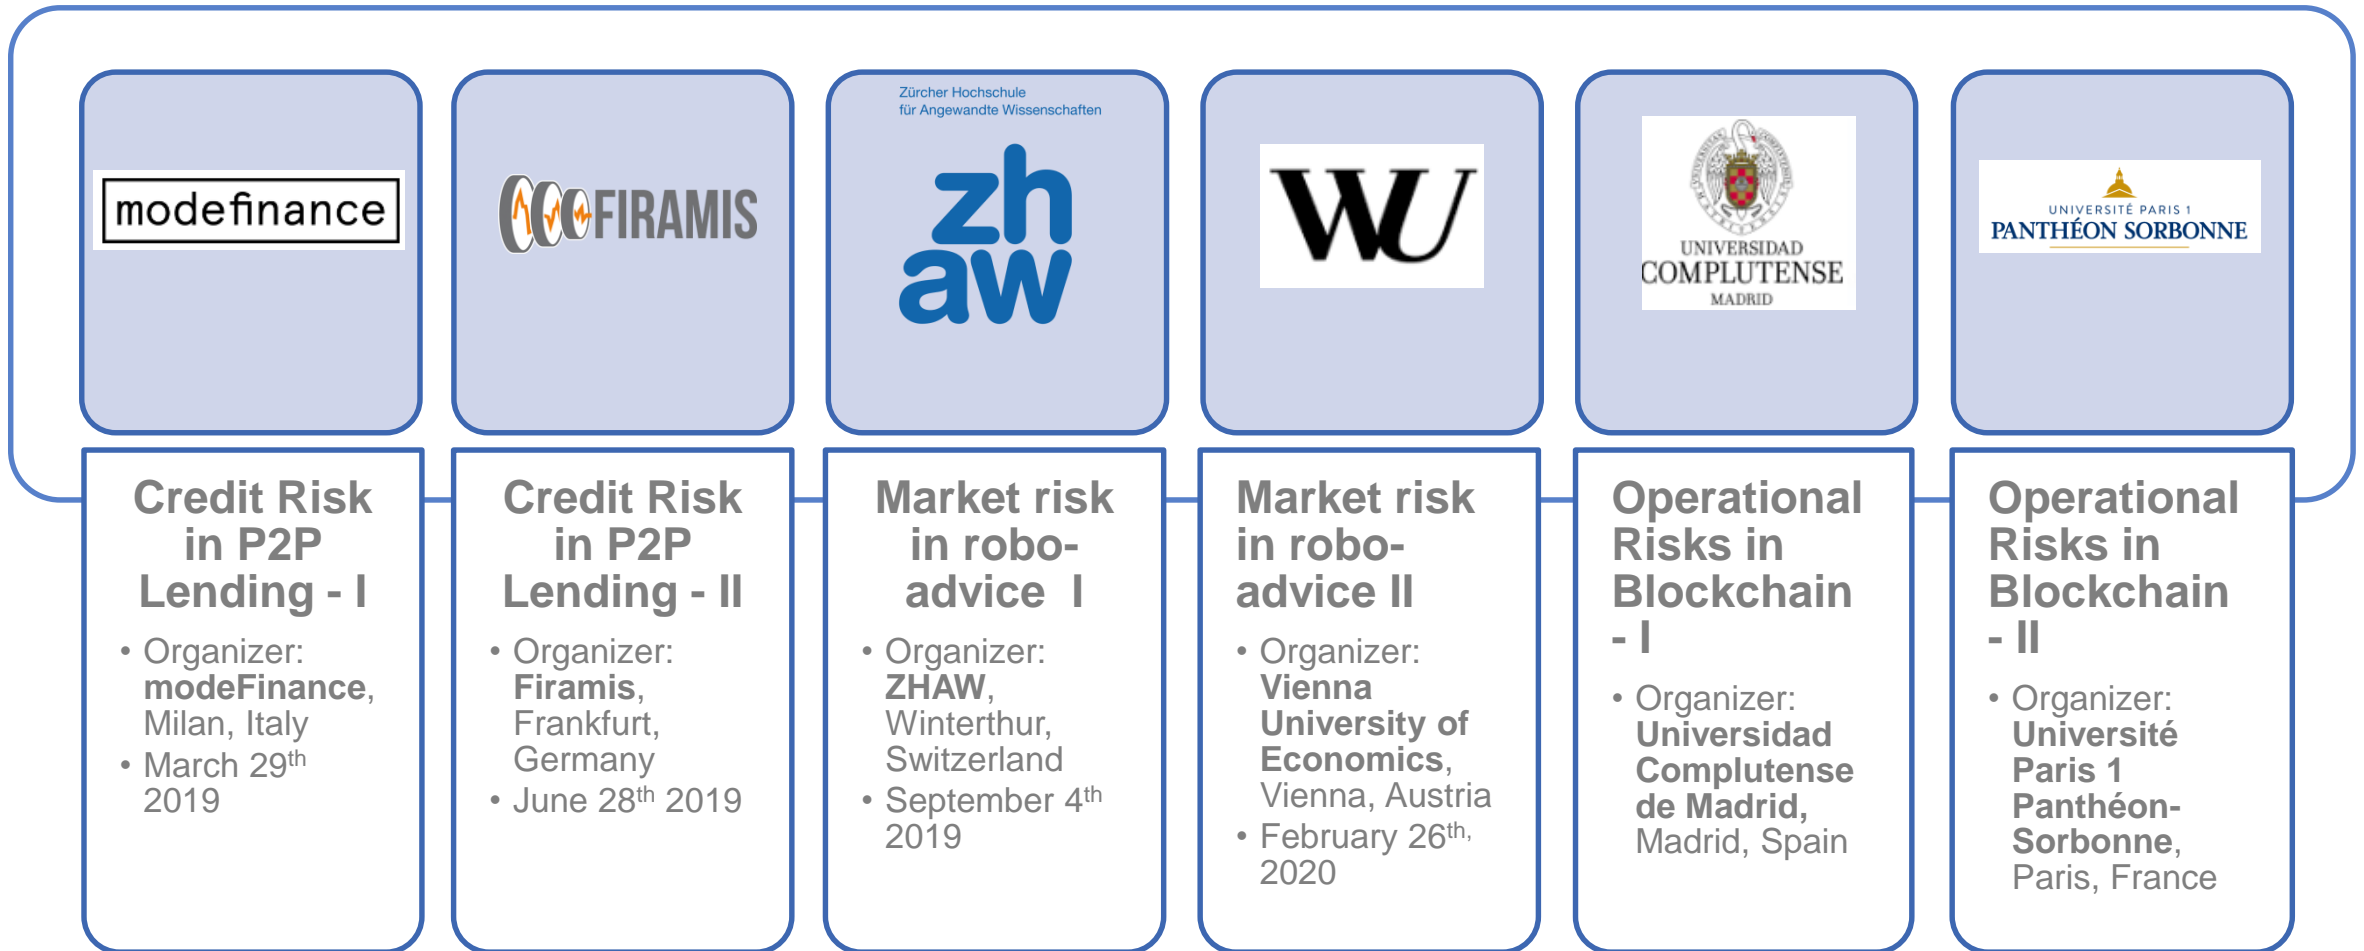 modefinance
FIRAMIS
Zürcher Hochschule
für Angewandte Wissenschaften
zh
aw
WU
UNIVERSIDAD
COMPLUTENSE
MADRID
UNIVERSITÉ PARIS 1
PANTHÉON SORBONNE
Credit Risk
in P2P
Lending - I
• Organizer:
modeFinance,
Milan, Italy
• March 29th
2019
Credit Risk
in P2P
Lending - II
• Organizer:
Firamis,
Frankfurt,
Germany
• June 28th 2019
Market risk
in robo-
advice I
• Organizer:
ZHAW,
Winterthur,
Switzerland
• September 4th
2019
Market risk
in robo-
advice II
• Organizer:
Vienna
University of
Economics,
Vienna, Austria
• February 26th,
2020
Operational
Risks in
Blockchain
- I
• Organizer:
Universidad
Complutense
de Madrid,
Madrid, Spain
Operational
Risks in
Blockchain
- II
• Organizer:
Université
Paris 1
Panthéon-
Sorbonne,
Paris, France